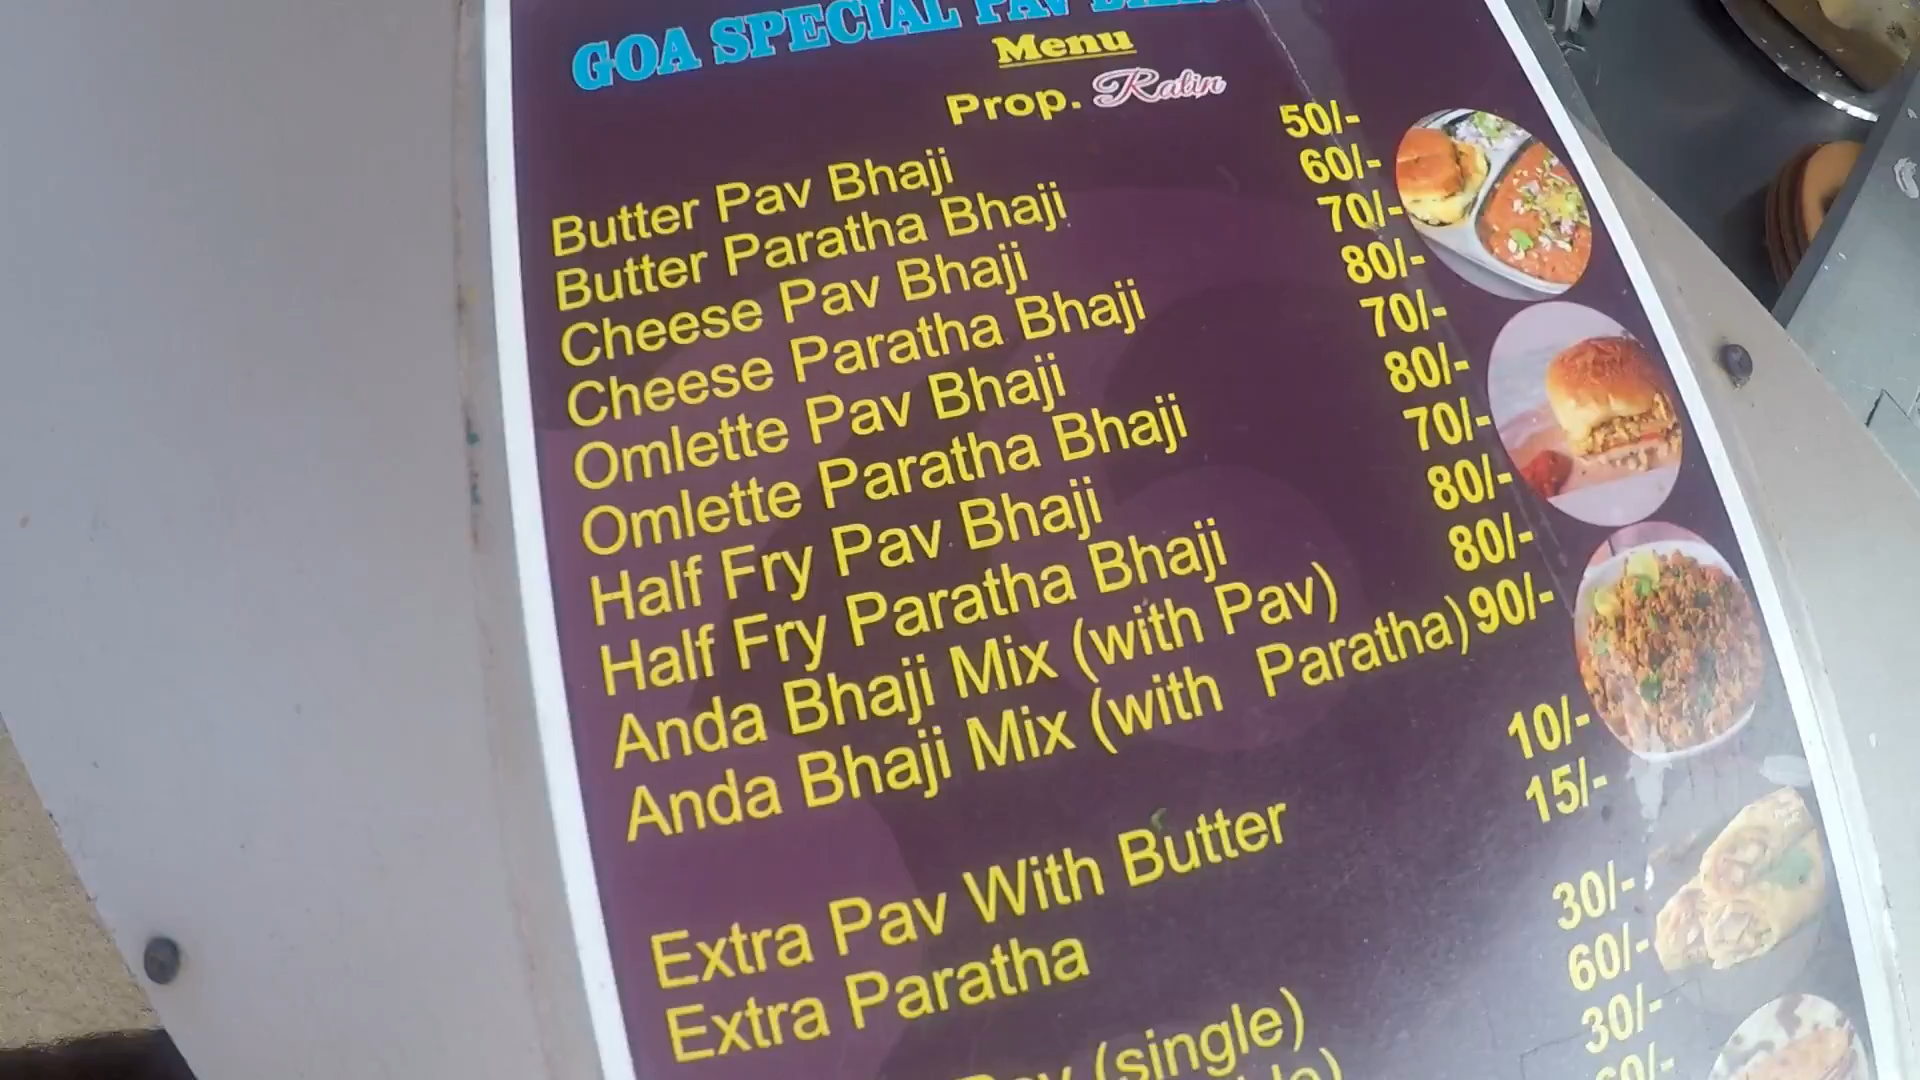 GOA SPECIAL PAV
Menu
Prop. Ratin
Butter Pav Bhaji 50/-
Butter Paratha Bhaji 60/-
Cheese Pav Bhaji 70/-
Cheese Paratha Bhaji 80/-
Omlette Pav Bhaji 70/-
Omlette Paratha Bhaji 80/-
Half Fry Pav Bhaji 70/-
Half Fry Paratha Bhaji 80/-
Anda Bhaji Mix (with Pav) 80/-
Anda Bhaji Mix (with Paratha) 90/-
Extra Pav With Butter 10/-
Extra Paratha 15/-
(single) 30/-
60/-
30/-